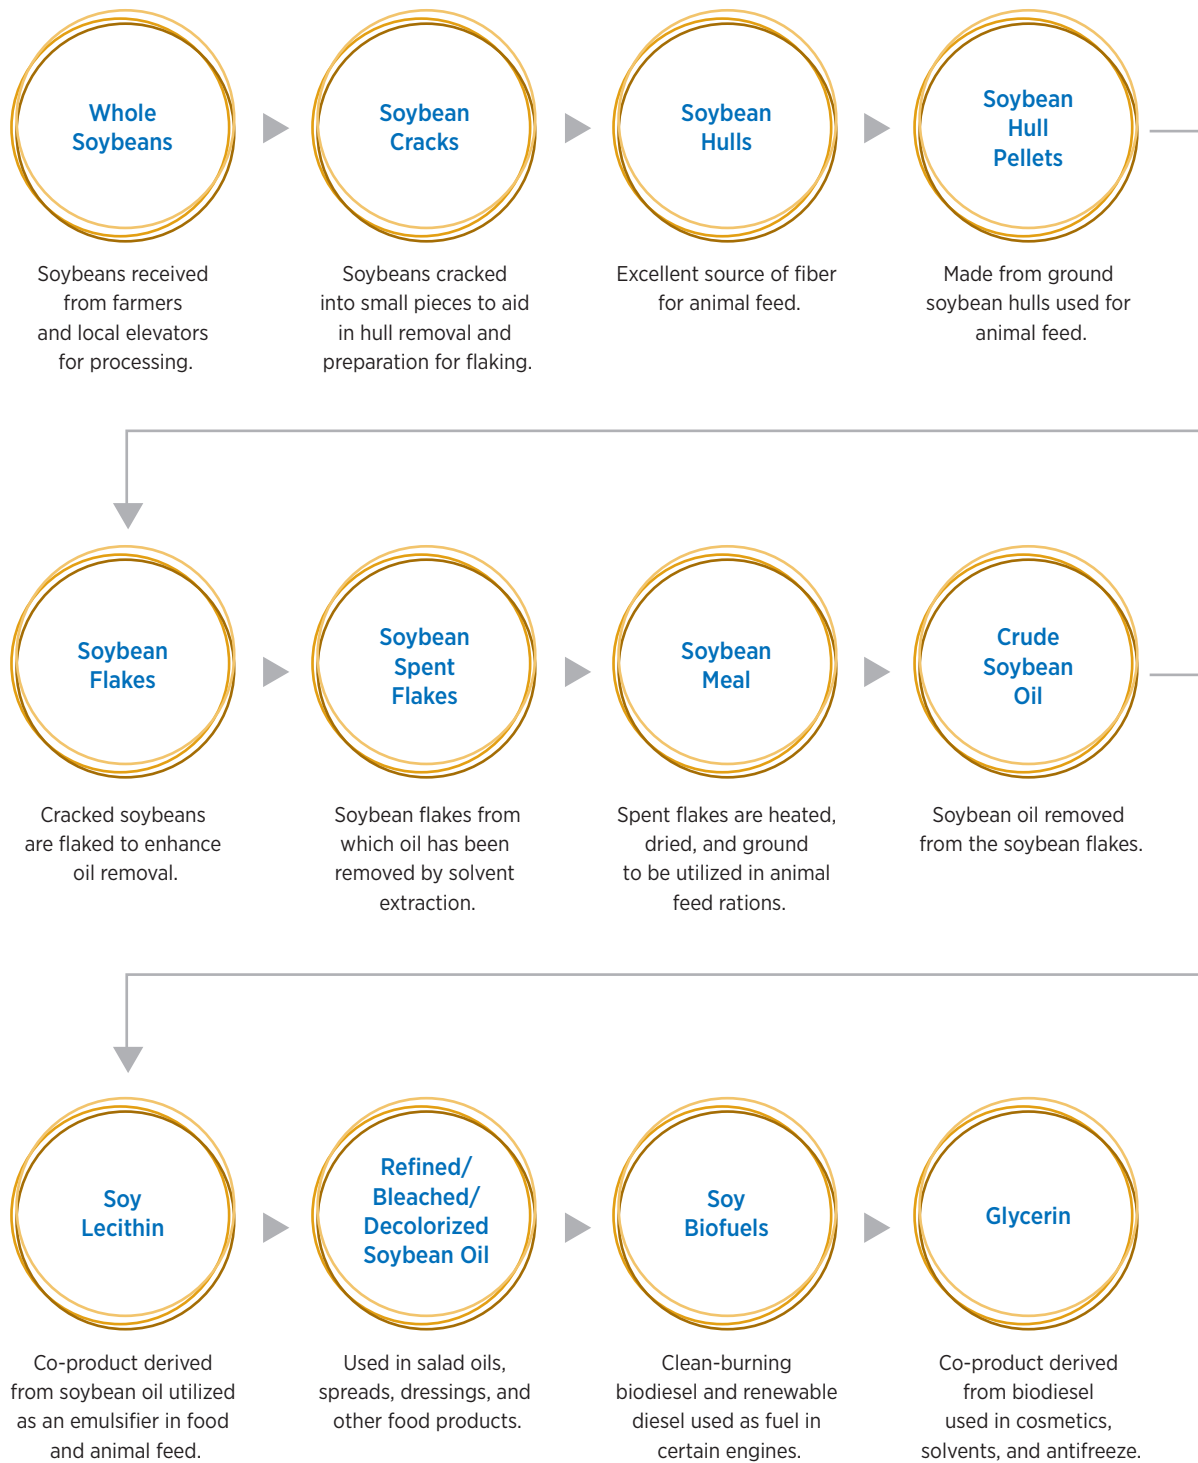 Whole
Soybeans
Soybeans received
from farmers
and local elevators
for processing.
Soybean
Cracks
Soybeans cracked
into small pieces to aid
in hull removal and
preparation for flaking.
Soybean
Hulls
Excellent source of fiber
for animal feed.
Soybean
Hull
Pellets
Made from ground
soybean hulls used for
animal feed.
Soybean
Flakes
Cracked soybeans
are flaked to enhance
oil removal.
Soybean
Spent
Flakes
Soybean flakes from
which oil has been
removed by solvent
extraction.
Soybean
Meal
Spent flakes are heated,
dried, and ground
to be utilized in animal
feed rations.
Crude
Soybean
Oil
Soybean oil removed
from the soybean flakes.
Soy
Lecithin
Co-product derived
from soybean oil utilized
as an emulsifier in food
and animal feed.
Refined/
Bleached/
Decolorized
Soybean Oil
Used in salad oils,
spreads, dressings, and
other food products.
Soy
Biofuels
Clean-burning
biodiesel and renewable
diesel used as fuel in
certain engines.
Glycerin
Co-product derived
from biodiesel
used in cosmetics,
solvents, and antifreeze.